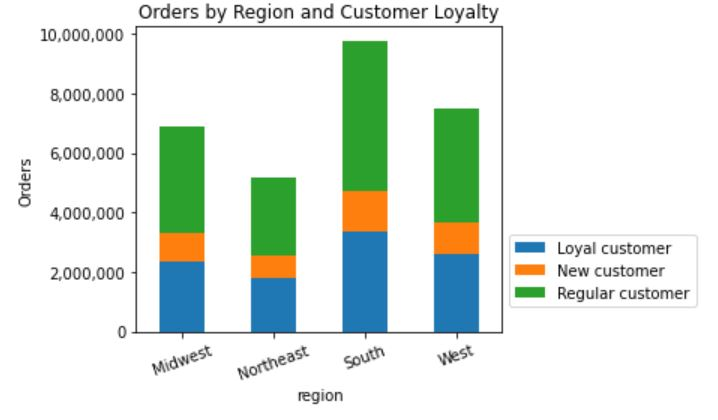 Orders by Region and Customer Loyalty
10,000,000
8,000,000
6,000,000
4,000,000
2,000,000
0
Orders
Midwest
Northeast
South
West
region
Loyal customer
New customer
Regular customer